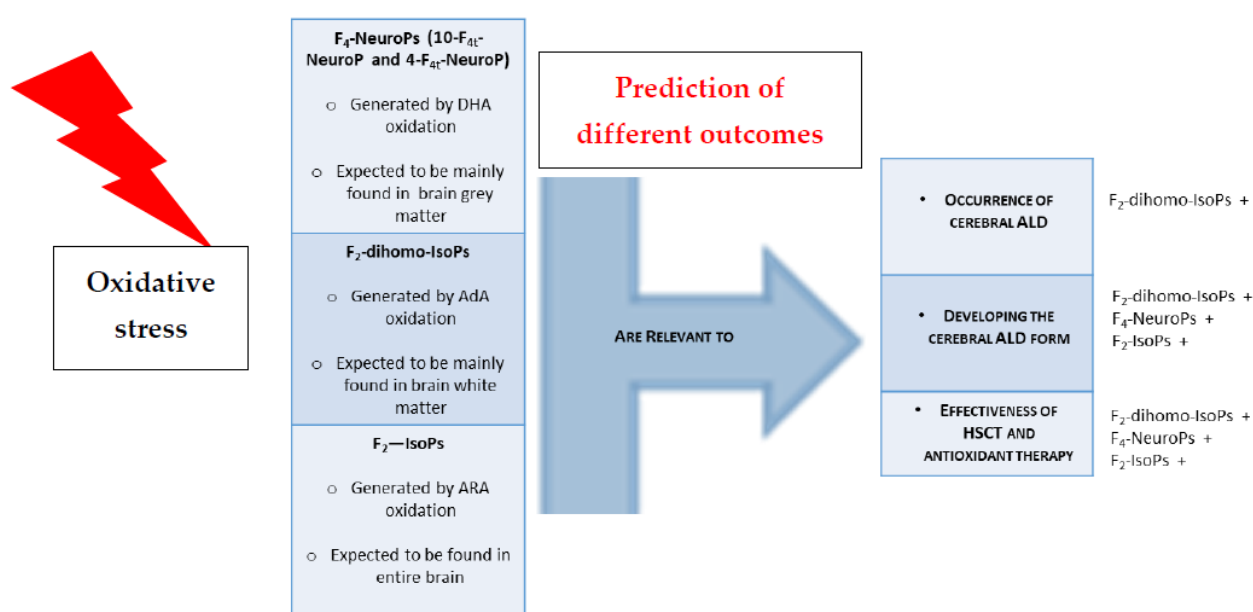 F₄-NeuroPs (10-F₄ₜ-
NeuroP and 4-F₄ₜ-NeuroP)
o Generated by DHA
oxidation
o Expected to be mainly
found in brain grey
matter
F₂-dihomo-IsoPs
o Generated by AdA
oxidation
o Expected to be mainly
found in brain white
matter
F₂—IsoPs
o Generated by ARA
oxidation
o Expected to be found in
entire brain
Oxidative
stress
Prediction of
different outcomes
ARE RELEVANT TO
• OCCURRENCE OF
CEREBRAL ALD
F₂-dihomo-IsoPs +
• DEVELOPING THE
CEREBRAL ALD FORM
F₂-dihomo-IsoPs +
F₄-NeuroPs +
F₂-IsoPs +
• EFFECTIVENESS OF
HSCT AND
ANTIOXIDANT THERAPY
F₂-dihomo-IsoPs +
F₄-NeuroPs +
F₂-IsoPs +